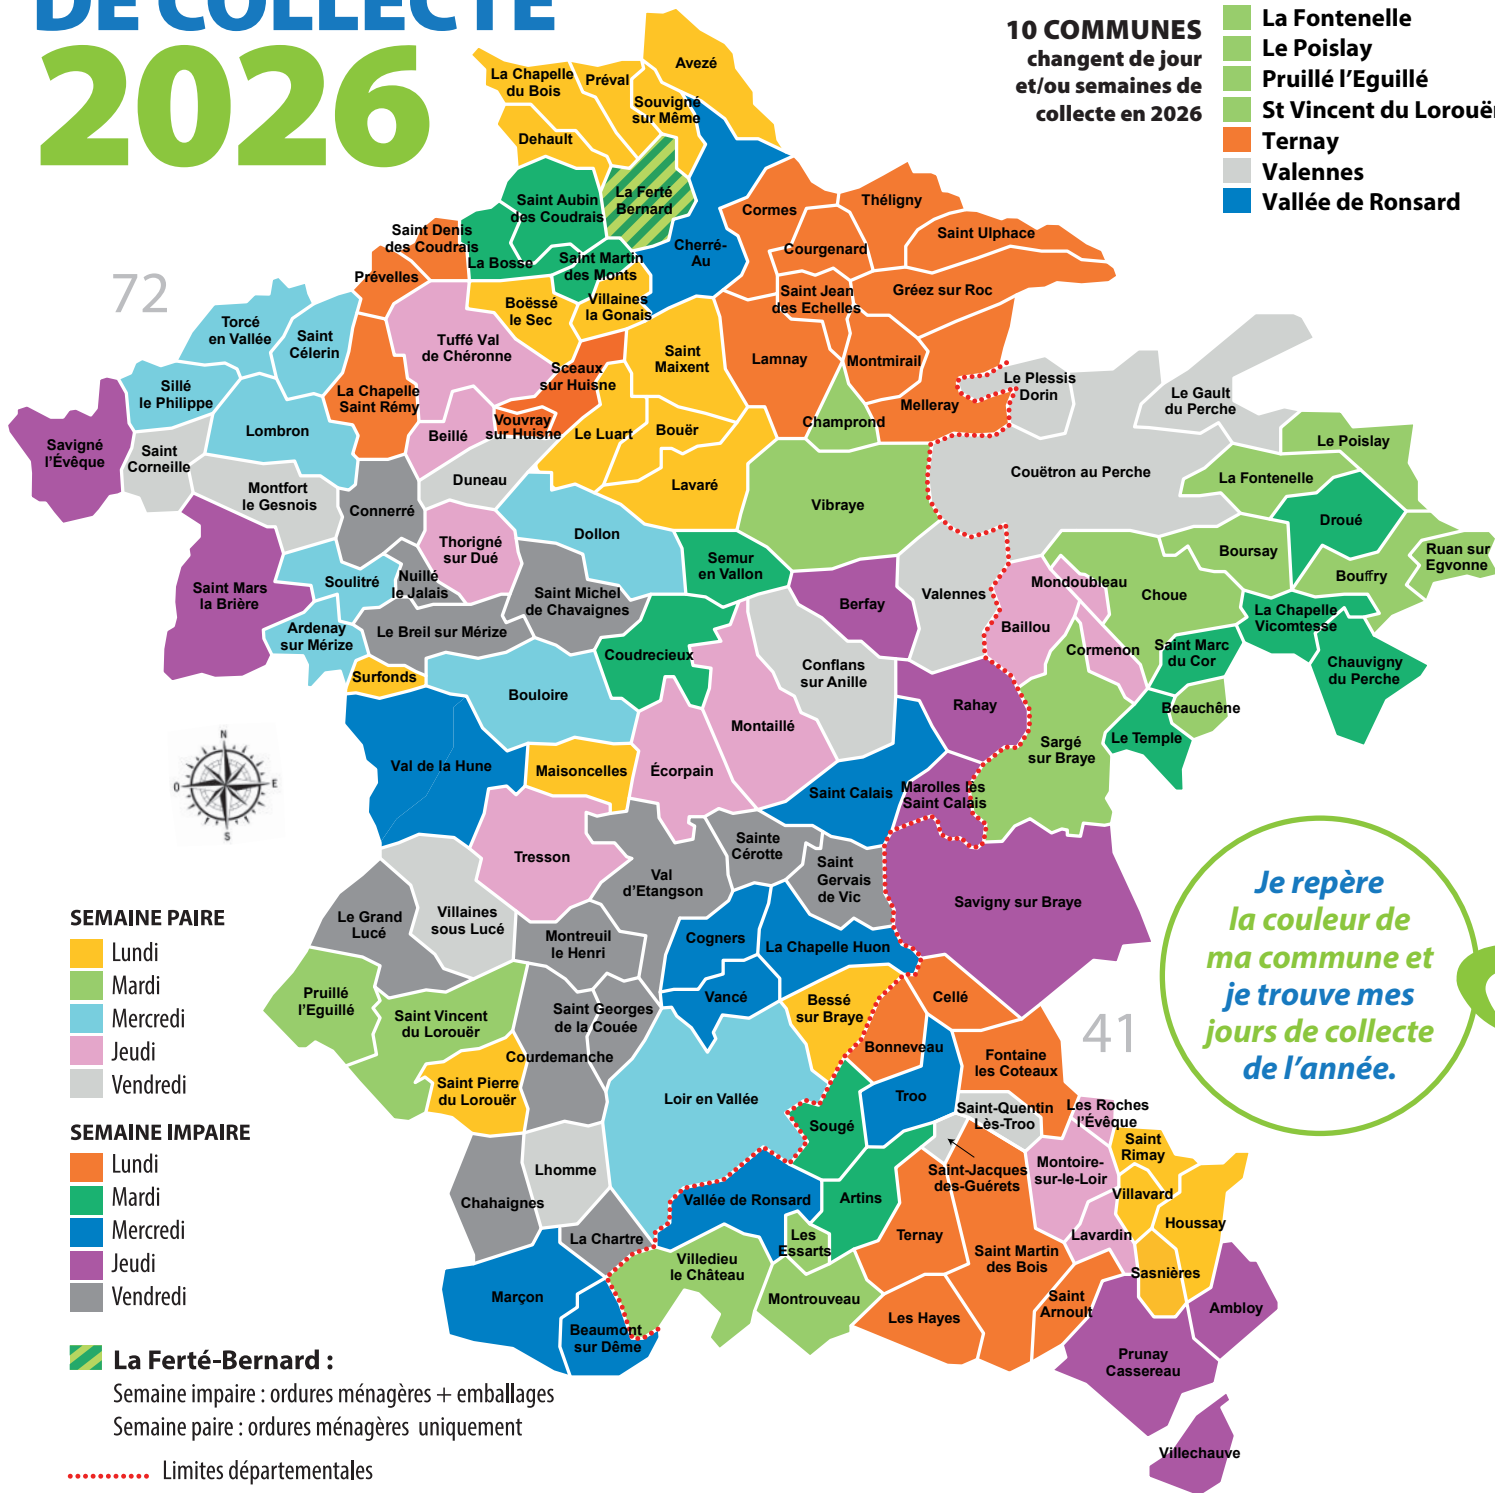 DE COLLECTE
2026
10 COMMUNES
changent de jour
et/ou semaines de
collecte en 2026
La Fontenelle
Le Poislay
Pruillé l'Eguillé
St Vincent du Lorouër
Ternay
Valennes
Vallée de Ronsard
72
Avezé
La Chapelle
du Bois
Préval
Souvigné
sur Même
Dehault
La Ferté
Bernard
Saint Aubin
des Coudrais
Saint Denis
des Coudrais
La Bosse
Saint Martin
des Monts
Cherré-
Au
Cormes
Théligny
Courgenard
Saint Ulphace
Prévelles
Boëssé
le Sec
Villaines
la Gonais
Saint Jean
des Echelles
Gréez sur Roc
Torcé
en Vallée
Saint
Célerin
Tuffé Val
de Chéronne
Sceaux
sur Huisne
Saint
Maixent
Lamnay
Montmirail
Melleray
Le Plessis
Dorin
Le Gault
du Perche
Sillé
le Philippe
La Chapelle
Saint Rémy
Vouvray
sur Huisne
Champrond
Savigné
l'Évêque
Saint
Corneille
Lombron
Beillé
Le Luart
Bouër
Le Poislay
Couëtron au Perche
La Fontenelle
Montfort
le Gesnois
Connerré
Duneau
Lavaré
Vibraye
Droué
Thorigné
sur Dué
Dollon
Boursay
Ruan sur
Egvonne
Saint Mars
la Brière
Soulitré
Nuillé
le Jalais
Saint Michel
de Chavaignes
Semur
en Vallon
Berfay
Valennes
Mondoubleau
Choue
Bouffry
La Chapelle
Vicomtesse
Ardenay
sur Mérize
Le Breil sur Mérize
Baillou
Cormenon
Saint Marc
du Cor
Chauvigny
du Perche
Surfonds
Bouloire
Coudrecieux
Conflans
sur Anille
Rahay
Beauchêne
Montaillé
Sargé
sur Braye
Le Temple
N
O
E
S
Val de la Hune
Maisoncelles
Écorpain
Saint Calais
Marolles lès
Saint Calais
Tresson
Sainte
Cérotte
Val
d'Etangson
Saint
Gervais
de Vic
Savigny sur Braye
Je repère
la couleur de
ma commune et
je trouve mes
jours de collecte
de l'année.
Le Grand
Lucé
Villaines
sous Lucé
Montreuil
le Henri
Cogners
La Chapelle Huon
Pruillé
l'Eguillé
Saint Vincent
du Lorouër
Saint Georges
de la Couée
Vancé
Bessé
sur Braye
Cellé
41
Courdemanche
Bonneveau
Fontaine
les Coteaux
Saint Pierre
du Lorouër
Loir en Vallée
Troo
Saint-Quentin
Lès-Troo
Les Roches
l'Évêque
Sougé
Saint
Rimay
Lhomme
Saint-Jacques
des-Guérets
Montoire-
sur-le-Loir
Villavard
Chahaignes
Vallée de Ronsard
Artins
Houssay
La Chartre
Les
Essarts
Ternay
Lavardin
Saint Martin
des Bois
Villedieu
le Château
Sasnières
Marçon
Montrouveau
Les Hayes
Saint
Arnoult
Ambloy
Beaumont
sur Dême
Prunay
Cassereau
Villechauve
SEMAINE PAIRE
Lundi
Mardi
Mercredi
Jeudi
Vendredi
SEMAINE IMPAIRE
Lundi
Mardi
Mercredi
Jeudi
Vendredi
La Ferté-Bernard :
Semaine impaire : ordures ménagères + emballages
Semaine paire : ordures ménagères uniquement
Limites départementales